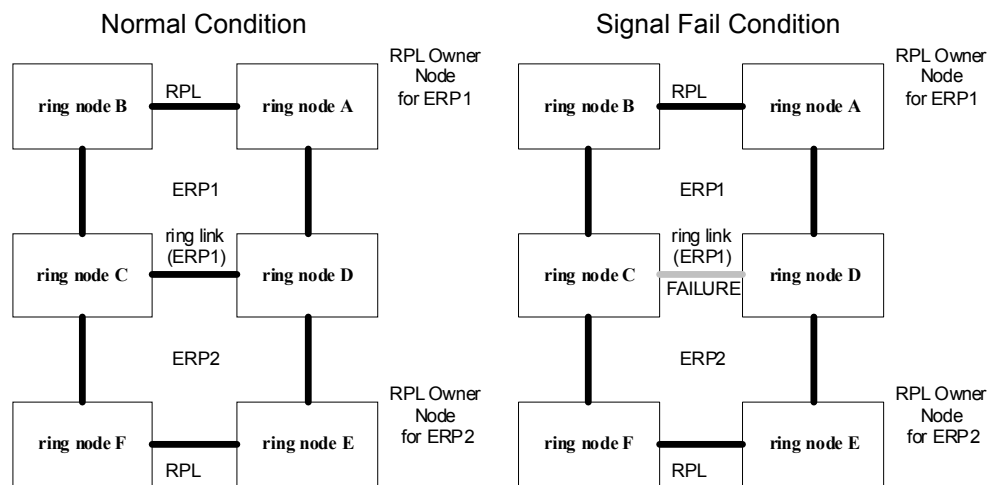 Normal Condition
RPL Owner
Node
for ERP1
ring node B
RPL
ring node A
ERP1
ring link
(ERP1)
ring node C
ring node D
ERP2
RPL Owner
Node
for ERP2
ring node F
RPL
ring node E
Signal Fail Condition
RPL Owner
Node
for ERP1
ring node B
RPL
ring node A
ERP1
ring link
(ERP1)
ring node C
FAILURE
ring node D
ERP2
RPL Owner
Node
for ERP2
ring node F
RPL
ring node E